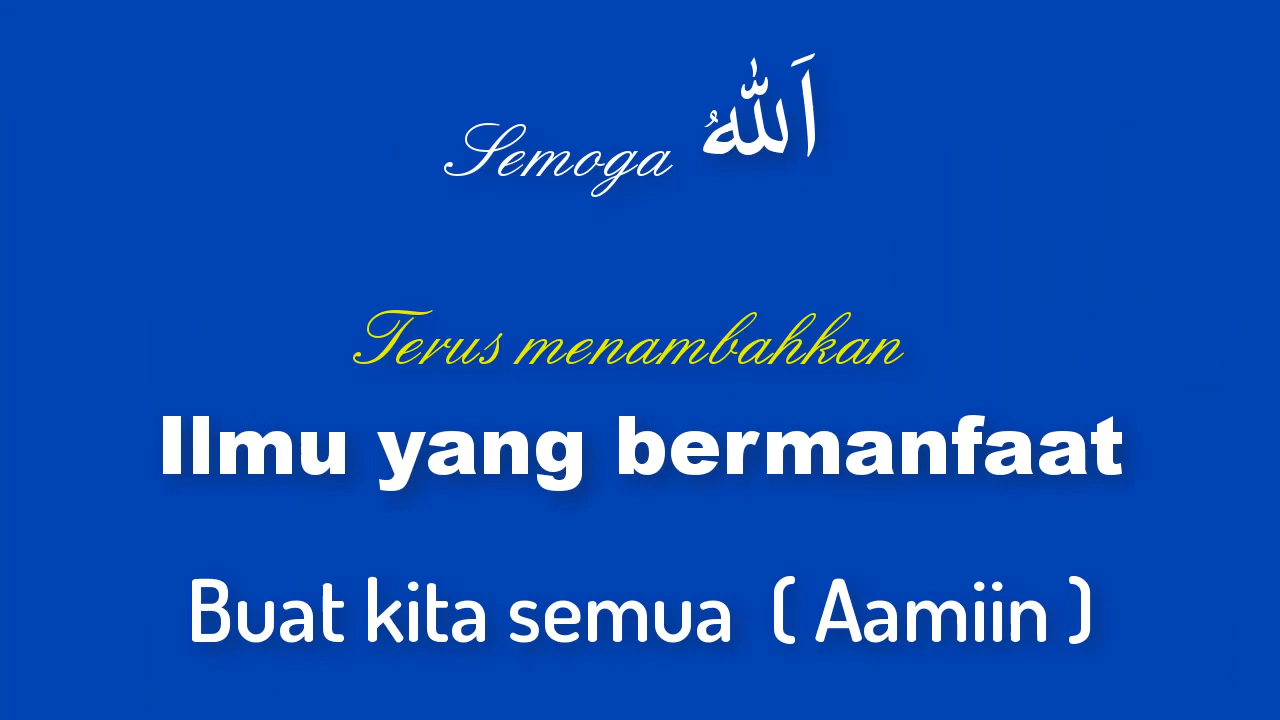 Semoga اَللّٰهُ
Terus menambahkan
Ilmu yang bermanfaat
Buat kita semua ( Aamiin )